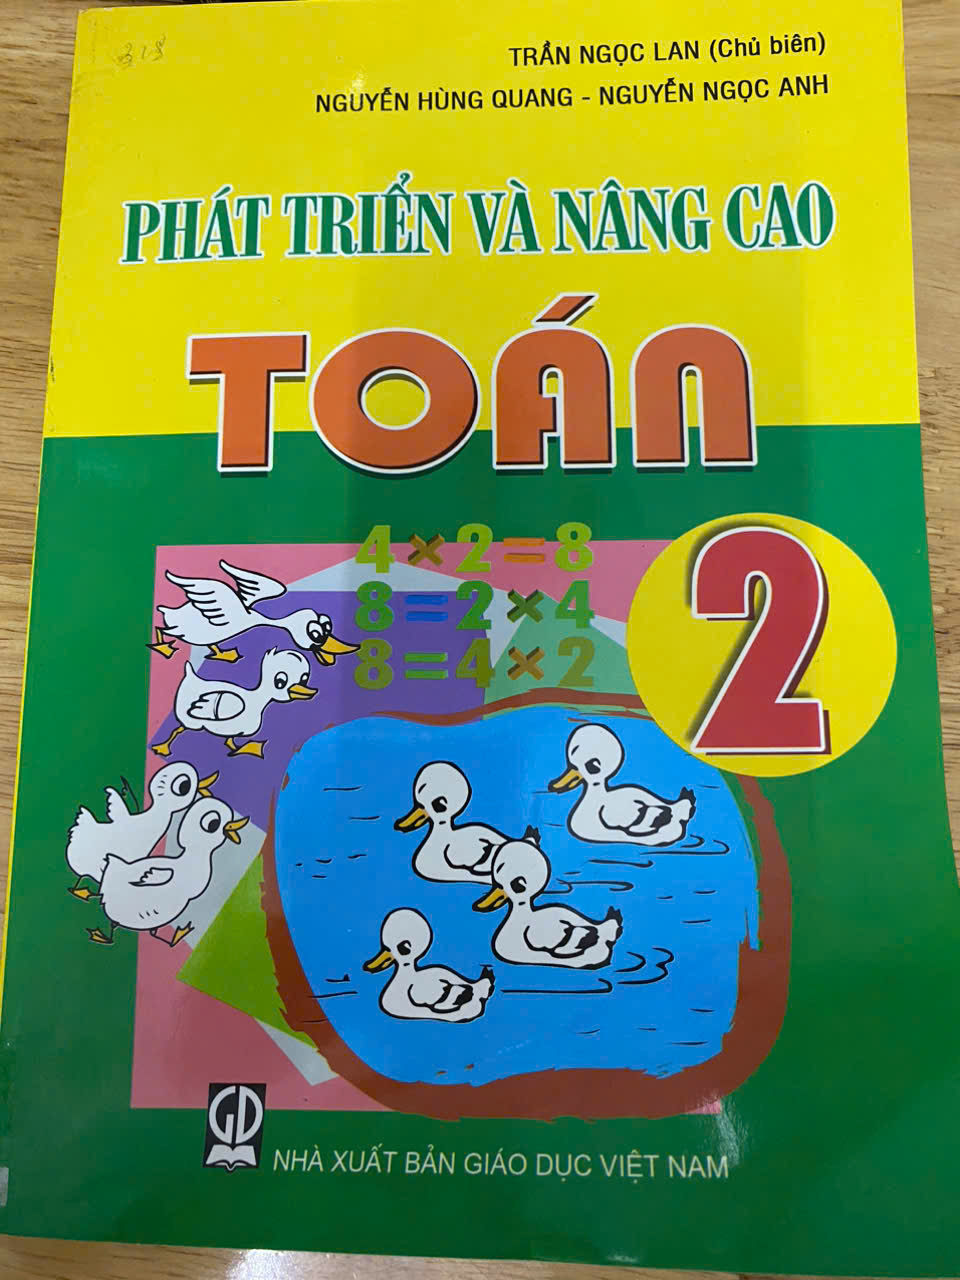 TRẦN NGỌC LAN (Chủ biên)
NGUYỄN HÙNG QUANG - NGUYỄN NGỌC ANH
PHÁT TRIỂN VÀ NÂNG CAO
TOÁN
4×2=8
8=2×4
8=4×2
2
GD
NHÀ XUẤT BẢN GIÁO DỤC VIỆT NAM